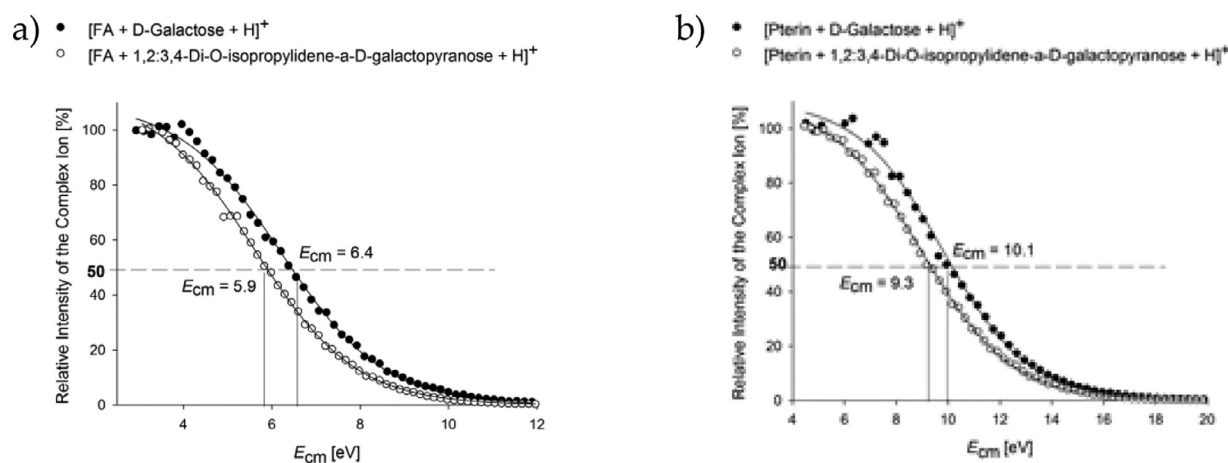 a)
● [FA + D-Galactose + H]⁺
○ [FA + 1,2:3,4-Di-O-isopropylidene-a-D-galactopyranose + H]⁺
Relative Intensity of the Complex Ion [%]
100
80
60
50
40
20
0
Ecm = 6.4
Ecm = 5.9
4 6 8 10 12
Ecm [eV]
b)
● [Pterin + D-Galactose + H]⁺
○ [Pterin + 1,2:3,4-Di-O-isopropylidene-a-D-galactopyranose + H]⁺
Relative Intensity of the Complex Ion [%]
100
80
60
50
40
20
0
Ecm = 10.1
Ecm = 9.3
4 6 8 10 12 14 16 18 20
Ecm [eV]